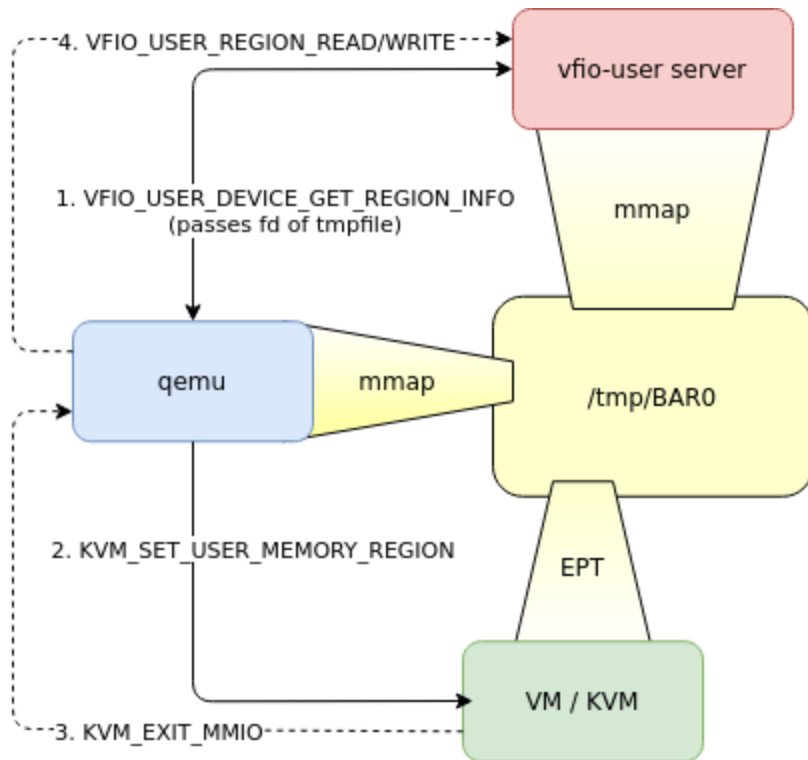 4. VFIO_USER_REGION_READ/WRITE
vfio-user server
1. VFIO_USER_DEVICE_GET_REGION_INFO
(passes fd of tmpfile)
mmap
qemu
mmap
/tmp/BAR0
2. KVM_SET_USER_MEMORY_REGION
EPT
VM / KVM
3. KVM_EXIT_MMIO